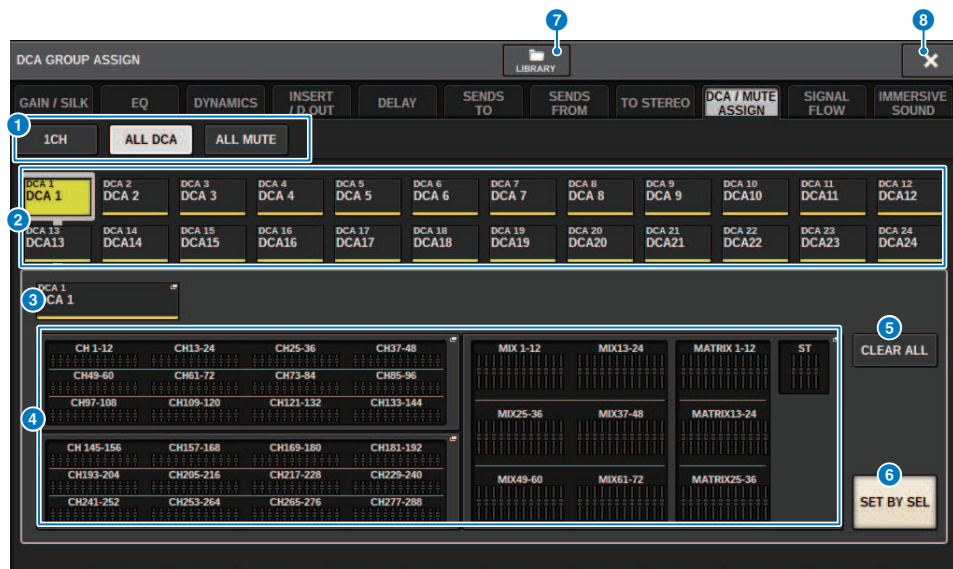 7
8
DCA GROUP ASSIGN
LIBRARY
GAIN / SILK EQ DYNAMICS INSERT / D.OUT DELAY SENDS TO SENDS FROM TO STEREO DCA / MUTE ASSIGN SIGNAL FLOW IMMERSIVE SOUND
1
1CH ALL DCA ALL MUTE
2
DCA 1 DCA 2 DCA 3 DCA 4 DCA 5 DCA 6 DCA 7 DCA 8 DCA 9 DCA 10 DCA 11 DCA 12
DCA 1 DCA 2 DCA 3 DCA 4 DCA 5 DCA 6 DCA 7 DCA 8 DCA 9 DCA10 DCA11 DCA12
DCA 13 DCA 14 DCA 15 DCA 16 DCA 17 DCA 18 DCA 19 DCA 20 DCA 21 DCA 22 DCA 23 DCA 24
DCA13 DCA14 DCA15 DCA16 DCA17 DCA18 DCA19 DCA20 DCA21 DCA22 DCA23 DCA24
3
DCA 1
DCA 1
4
CH 1-12 CH13-24 CH25-36 CH37-48
CH49-60 CH61-72 CH73-84 CH85-96
CH97-108 CH109-120 CH121-132 CH133-144
CH 145-156 CH157-168 CH169-180 CH181-192
CH193-204 CH205-216 CH217-228 CH229-240
CH241-252 CH253-264 CH265-276 CH277-288
MIX 1-12 MIX13-24 MATRIX 1-12 ST
MIX25-36 MIX37-48 MATRIX13-24
MIX49-60 MIX61-72 MATRIX25-36
5
CLEAR ALL
6
SET BY SEL